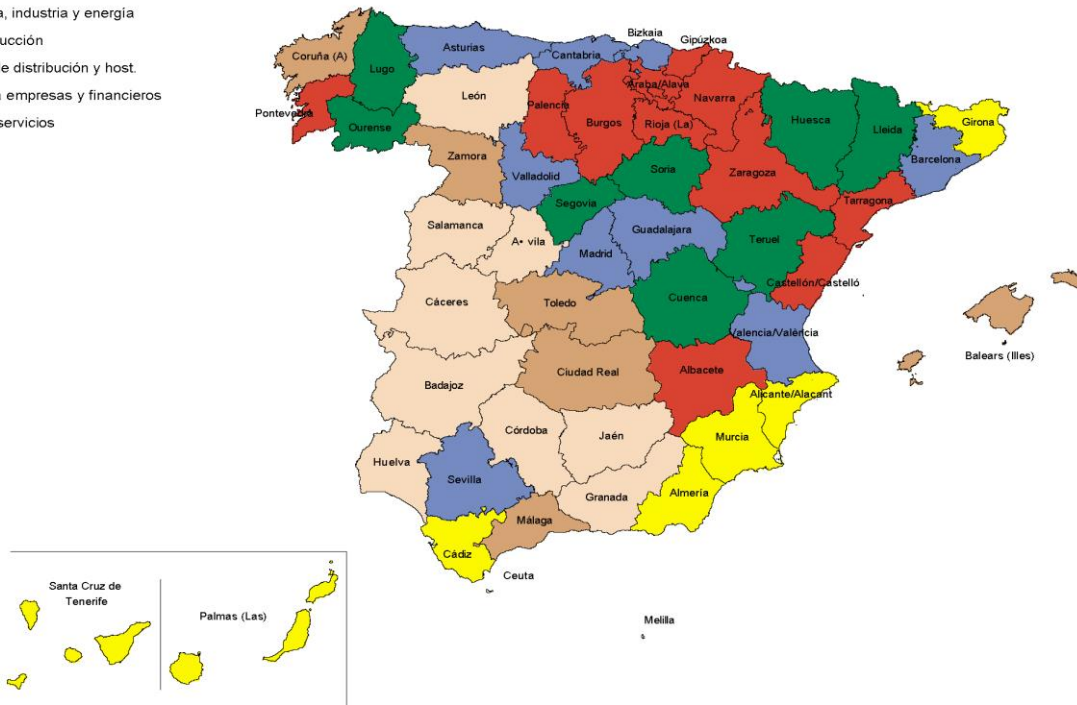 a, industria y energía
ucción
de distribución y host.
a empresas y financieros
servicios
Bizkaia
Gipúzkoa
Asturias
Cantabria
Coruña (A)
Lugo
Araba/Alava
León
Palencia
Navarra
Pontevedra
Burgos
Rioja (La)
Huesca
Girona
Ourense
Lleida
Barcelona
Zamora
Valladolid
Soria
Zaragoza
Segovia
Tarragona
Salamanca
A• vila
Guadalajara
Madrid
Teruel
Castellón/Castelló
Cáceres
Toledo
Cuenca
Valencia/València
Balears (Illes)
Ciudad Real
Albacete
Badajoz
Alicante/Alacant
Córdoba
Jaén
Murcia
Huelva
Sevilla
Granada
Almería
Málaga
Cádiz
Ceuta
Santa Cruz de
Tenerife
Palmas (Las)
Melilla